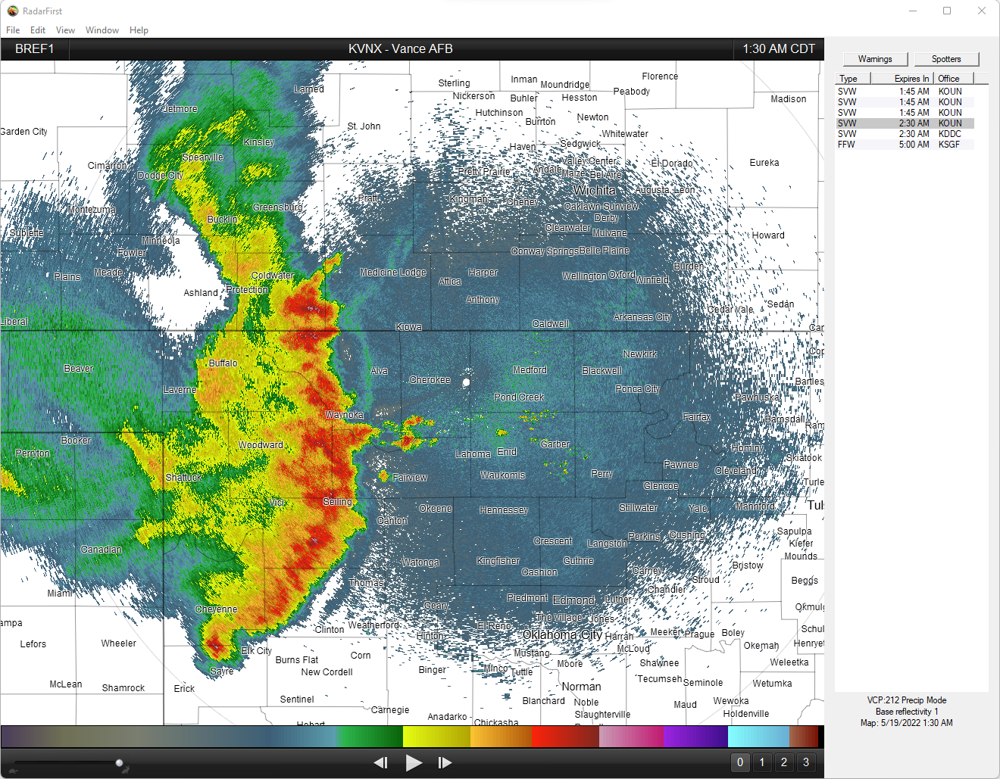 RadarFirst
File Edit View Window Help
BREF1 KVNX - Vance AFB 1:30 AM CDT
Warnings Spotters
Type Expires In Office
SVW 1:45 AM KOUN
SVW 1:45 AM KOUN
SVW 1:45 AM KOUN
SVW 2:30 AM KOUN
SVW 2:30 AM KDDC
FFW 5:00 AM KSGF
Florence
Sterling
Inman
Moundridge
Larned
Nickerson
Buhler
Hesston
Peabody
Madison
Jetmore
Hutchinson
Burton
Newton
St. John
Garden City
Whitewater
Kinsley
Haven
Sedgwick
Spearville
Cimarron
Valley Center
El Dorado
Eureka
Dodge City
Pretty Prairie
Andale
Maize
Bel Aire
Wichita
Augusta
Leon
Pratt
Kingman
Cheney
Greensburg
Oaklawn-Sunview
Montezuma
Bucklin
Derby
Sublette
Clearwater
Mulvane
Howard
Minneola
Fowler
Conway Springs
Belle Plaine
Burden
Plains
Meade
Coldwater
Medicine Lodge
Harper
Attica
Wellington
Oxford
Winfield
Ashland
Protection
Anthony
Cedar Vale
Sedan
Liberal
Arkansas City
Kiowa
Caldwell
Car
Cop
Buffalo
Newkirk
Beaver
Alva
Cherokee
Medford
Blackwell
Bartles
Laverne
Ponca City
Pond Creek
Pawhuska
Waynoka
Fairfax
Barnsdall
Ram
Booker
Woodward
Garber
Hominy
Perryton
Lahoma
Enid
Skiatook
Pawnee
Cleveland
Shattuck
Fairview
Waukomis
Perry
Glencoe
Turle
Vici
Seiling
Okeene
Hennessey
Stillwater
Yale
Mannford
Tuls
Canton
Sapulpa
Canadian
Crescent
Langston
Perkins
Cushing
Kiefer
Mounds
Watonga
Kingfisher
Guthrie
Cashion
Carney
Bristow
Stroud
Beggs
Miami
Thomas
Chandler
Cheyenne
Geary
Piedmont
Edmond
Luther
Okmulg
The Village
Jones
ampa
Clinton
Weatherford
El Reno
Oklahoma City
Harrah
Meeker
Prague
Boley
Schul
Hinton
Lefors
Wheeler
Elk City
Mustang
McLoud
Okemah
Henryet
Burns Flat
Corn
Moore
Shawnee
Weleetka
Sayre
New Cordell
Binger
Minco
Tuttle
Tecumseh
Seminole
Wetumka
McLean
Shamrock
Erick
Norman
Sentinel
Blanchard
Noble
Maud
Wewoka
Carnegie
Slaughterville
Holdenville
Anadarko
Chickasha
Hobart
VCP:212 Precip Mode
Base reflectivity 1
Map: 5/19/2022 1:30 AM
0 1 2 3